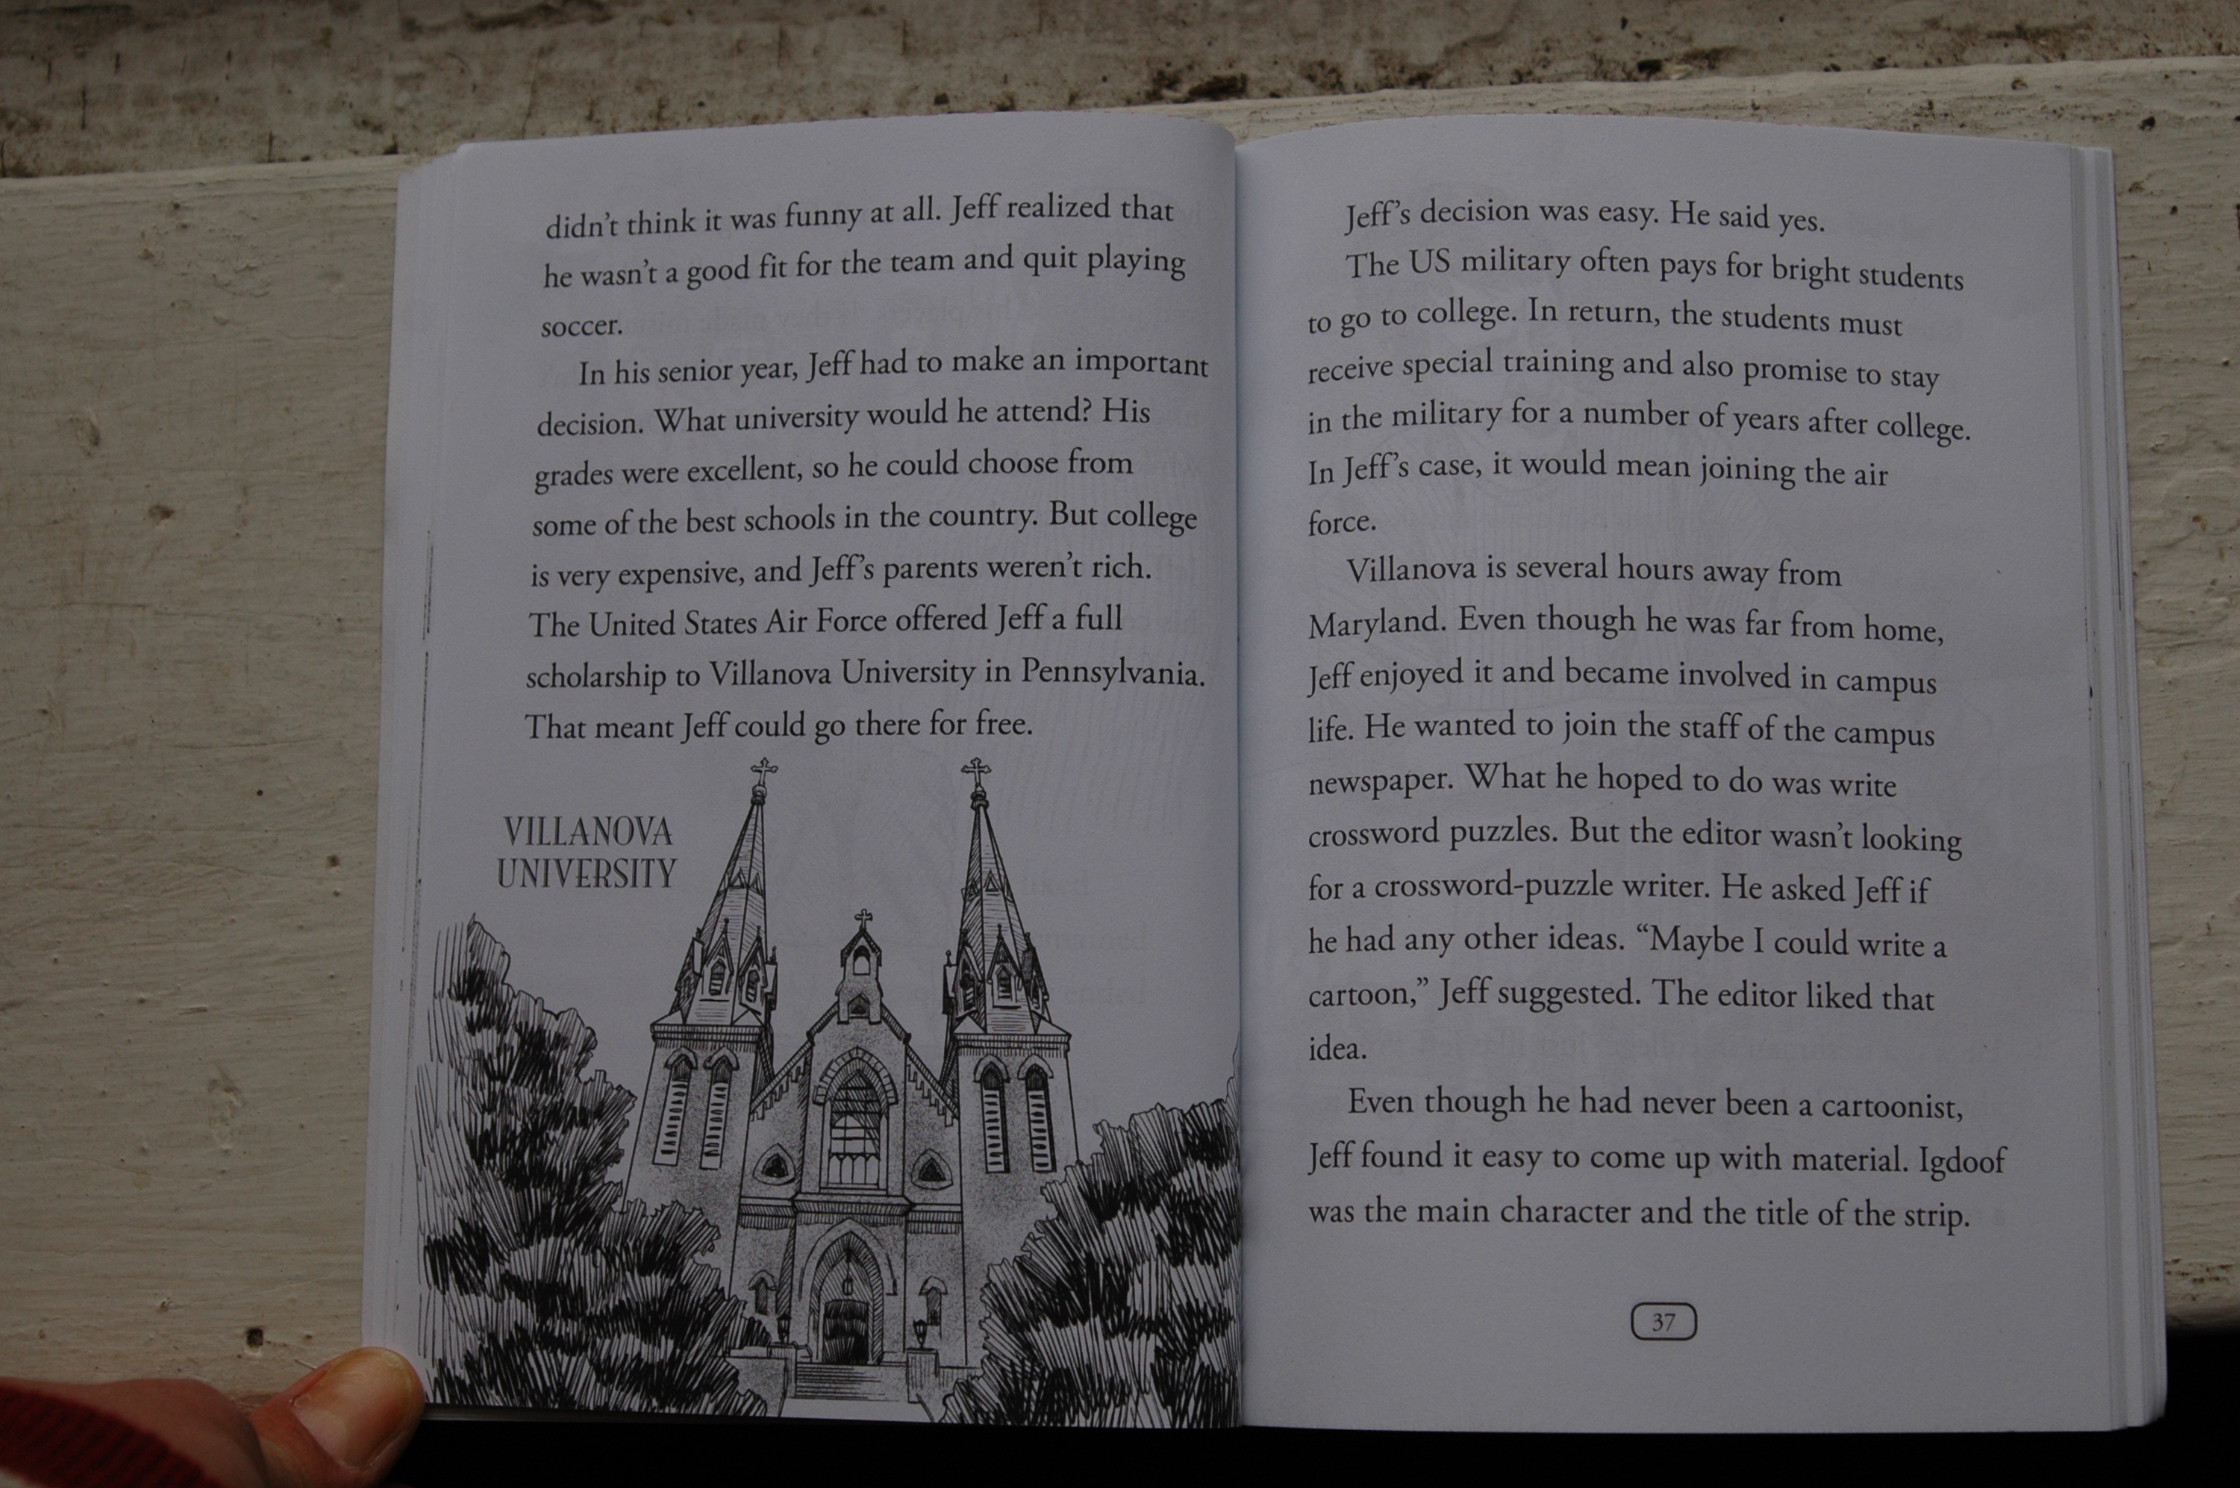 didn't think it was funny at all. Jeff realized that
he wasn't a good fit for the team and quit playing
soccer.
In his senior year, Jeff had to make an important
decision. What university would he attend? His
grades were excellent, so he could choose from
some of the best schools in the country. But college
is very expensive, and Jeff's parents weren't rich.
The United States Air Force offered Jeff a full
scholarship to Villanova University in Pennsylvania.
That meant Jeff could go there for free.
VILLANOVA
UNIVERSITY
Jeff's decision was easy. He said yes.
The US military often pays for bright students
to go to college. In return, the students must
receive special training and also promise to stay
in the military for a number of years after college.
In Jeff's case, it would mean joining the air
force.
Villanova is several hours away from
Maryland. Even though he was far from home,
Jeff enjoyed it and became involved in campus
life. He wanted to join the staff of the campus
newspaper. What he hoped to do was write
crossword puzzles. But the editor wasn't looking
for a crossword-puzzle writer. He asked Jeff if
he had any other ideas. “Maybe I could write a
cartoon,” Jeff suggested. The editor liked that
idea.
Even though he had never been a cartoonist,
Jeff found it easy to come up with material. Igdoof
was the main character and the title of the strip.
37